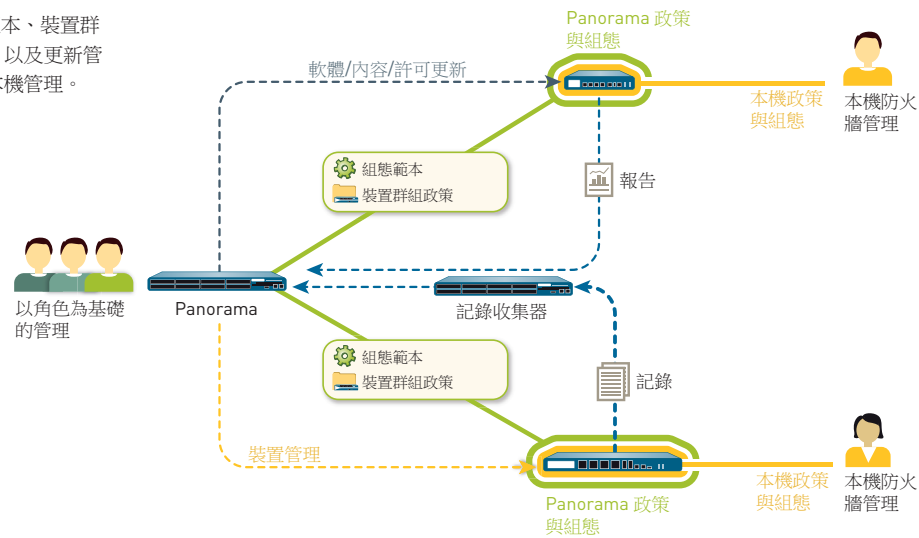 本、裝置群
以及更新管
機管理。
Panorama 政策
與組態
軟體/內容/許可更新
本機政策
與組態
本機防火
牆管理
組態範本
裝置群組政策
報告
以角色為基礎
的管理
Panorama
記錄收集器
組態範本
裝置群組政策
記錄
裝置管理
本機政策
與組態
本機防火
牆管理
Panorama 政策
與組態